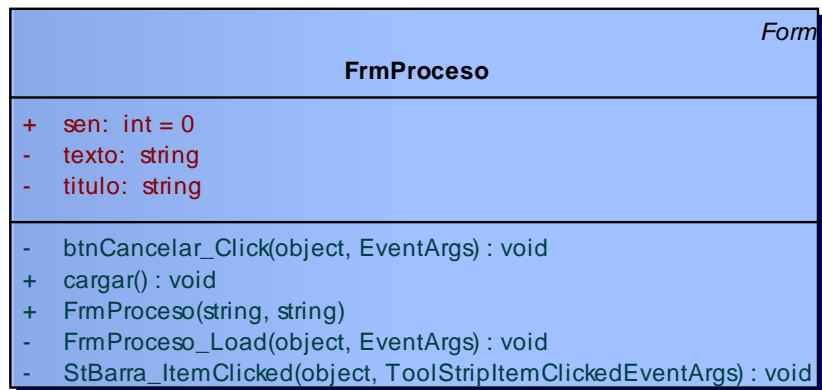 Form
FrmProceso
+ sen: int = 0
- texto: string
- titulo: string
- btnCancelar_Click(object, EventArgs) : void
+ cargar() : void
+ FrmProceso(string, string)
- FrmProceso_Load(object, EventArgs) : void
- StBarra_ItemClicked(object, ToolStripItemClickedEventArgs) : void